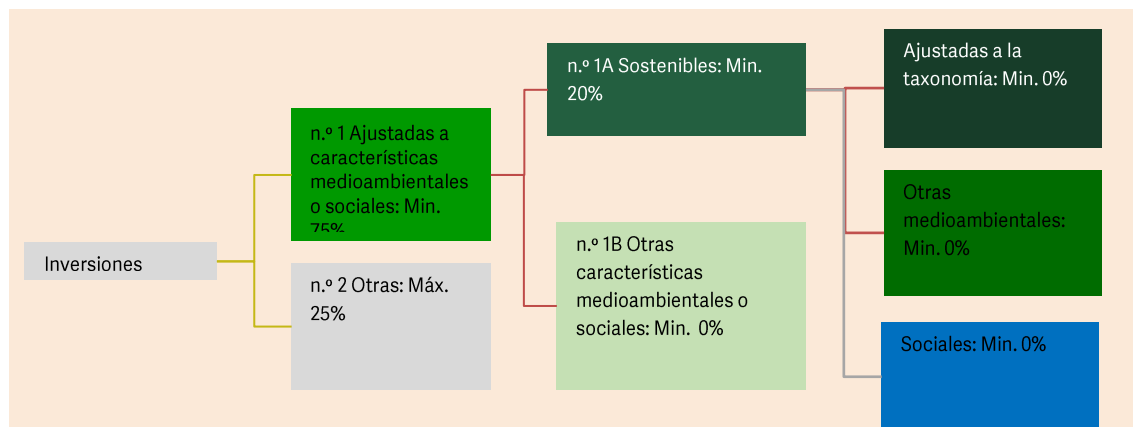 Inversiones
n.º 1 Ajustadas a
características
medioambientales
o sociales: Min.
75%
n.º 2 Otras: Máx.
25%
n.º 1A Sostenibles: Min.
20%
n.º 1B Otras
características
medioambientales o
sociales: Min. 0%
Ajustadas a la
taxonomía: Min. 0%
Otras
medioambientales:
Min. 0%
Sociales: Min. 0%